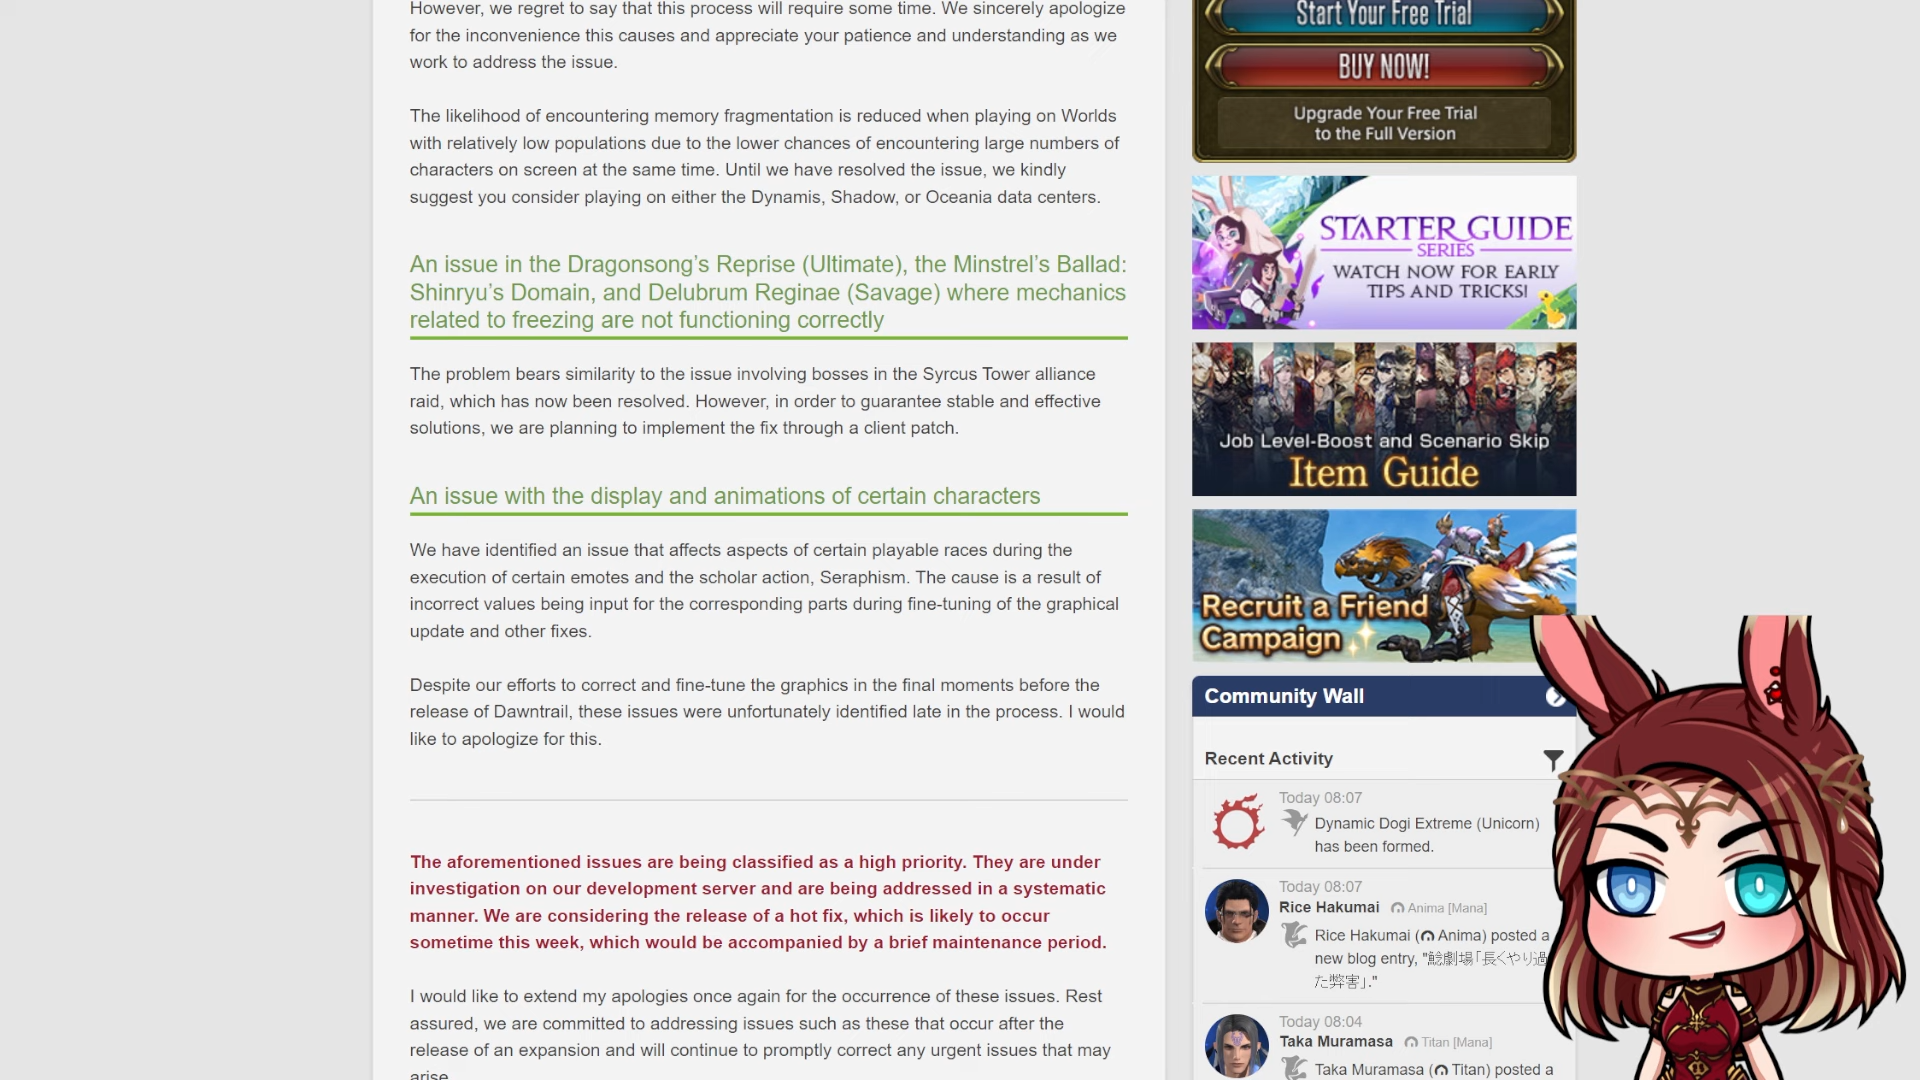 However, we regret to say that this process will require some time. We sincerely apologize
for the inconvenience this causes and appreciate your patience and understanding as we
work to address the issue.
The likelihood of encountering memory fragmentation is reduced when playing on Worlds
with relatively low populations due to the lower chances of encountering large numbers of
characters on screen at the same time. Until we have resolved the issue, we kindly
suggest you consider playing on either the Dynamis, Shadow, or Oceania data centers.
An issue in the Dragonsong’s Reprise (Ultimate), the Minstrel’s Ballad:
Shinryu’s Domain, and Delubrum Reginae (Savage) where mechanics
related to freezing are not functioning correctly
The problem bears similarity to the issue involving bosses in the Syrcus Tower alliance
raid, which has now been resolved. However, in order to guarantee stable and effective
solutions, we are planning to implement the fix through a client patch.
An issue with the display and animations of certain characters
We have identified an issue that affects aspects of certain playable races during the
execution of certain emotes and the scholar action, Seraphism. The cause is a result of
incorrect values being input for the corresponding parts during fine-tuning of the graphical
update and other fixes.
Despite our efforts to correct and fine-tune the graphics in the final moments before the
release of Dawntrail, these issues were unfortunately identified late in the process. I would
like to apologize for this.
The aforementioned issues are being classified as a high priority. They are under
investigation on our development server and are being addressed in a systematic
manner. We are considering the release of a hot fix, which is likely to occur
sometime this week, which would be accompanied by a brief maintenance period.
I would like to extend my apologies once again for the occurrence of these issues. Rest
assured, we are committed to addressing issues such as these that occur after the
release of an expansion and will continue to promptly correct any urgent issues that may
arise.
Start Your Free Trial
BUY NOW!
Upgrade Your Free Trial
to the Full Version
STARTER GUIDE
SERIES
WATCH NOW FOR EARLY
TIPS AND TRICKS!
Job Level-Boost and Scenario Skip
Item Guide
Recruit a Friend
Campaign
Community Wall
Recent Activity
Today 08:07
Dynamic Dogi Extreme (Unicorn)
has been formed.
Today 08:07
Rice Hakumai Anima [Mana]
Rice Hakumai (Anima) posted a
new blog entry, "鯰劇場「長くやり過
た弊害」."
Today 08:04
Taka Muramasa Titan [Mana]
Taka Muramasa (Titan) posted a